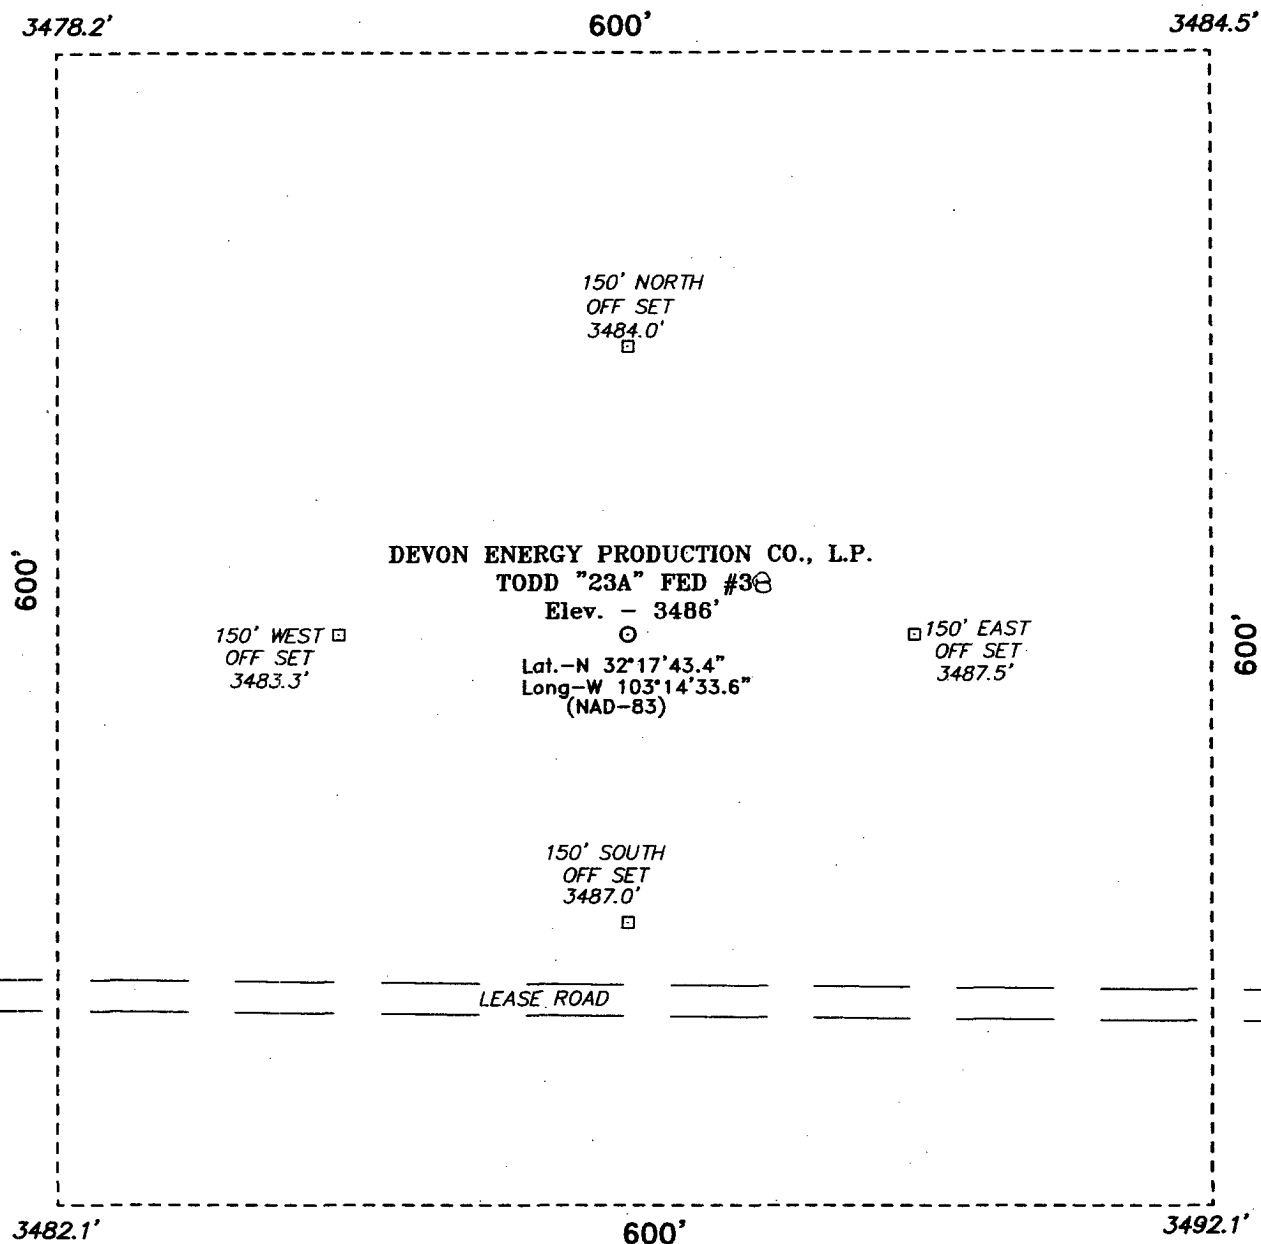 3478.2' 600' 3484.5'
150' NORTH
OFF SET
3484.0'
600'
DEVON ENERGY PRODUCTION CO., L.P.
TODD "23A" FED
Elev. - 3486'
Lat.-N 32°17'43.4"
Long-W 103°14'33.6"
(NAD-83)
150' WEST
OFF SET
3483.3'
150' EAST
OFF SET
3487.5'
600'
150' SOUTH
OFF SET
3487.0'
LEASE ROAD
3482.1' 600' 3492.1'